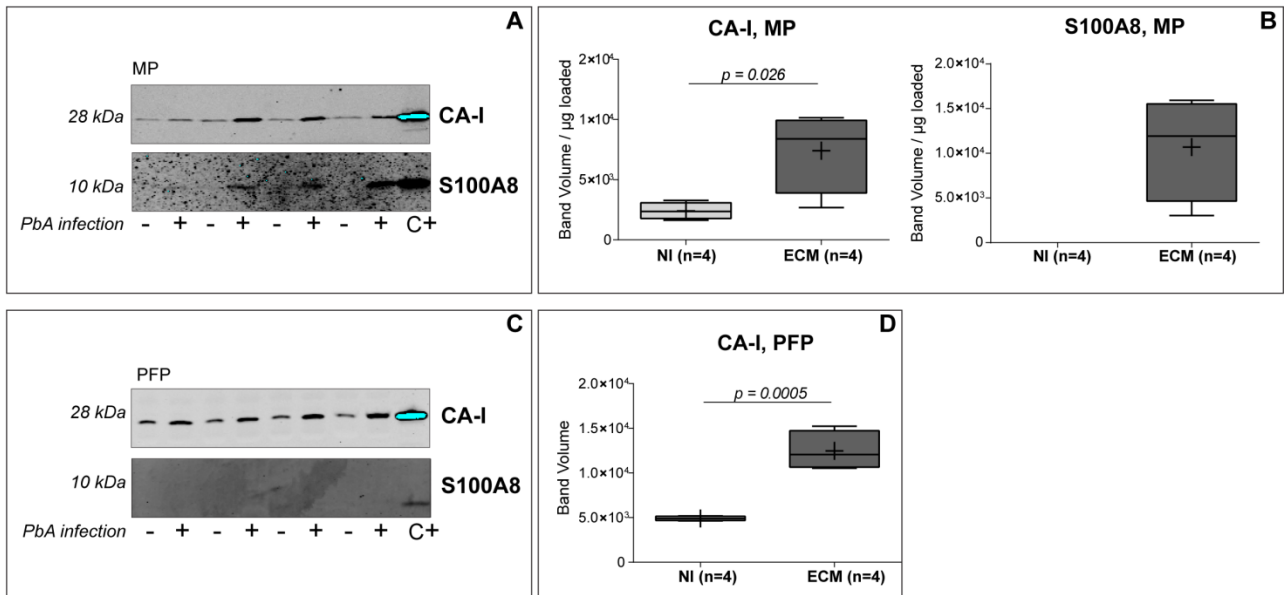 A
MP
28 kDa
CA-I
10 kDa
S100A8
PbA infection - + - + - + - + C+
B
CA-I, MP
Band Volume / µg loaded
2×10⁴
1×10⁴
5×10³
0
p = 0.026
NI (n=4)
ECM (n=4)
S100A8, MP
Band Volume / µg loaded
2.0×10⁴
1.5×10⁴
1.0×10⁴
5.0×10³
0
NI (n=4)
ECM (n=4)
C
PFP
28 kDa
CA-I
10 kDa
S100A8
PbA infection - + - + - + - + C+
D
CA-I, PFP
Band Volume
2.0×10⁴
1.5×10⁴
1.0×10⁴
5.0×10³
0
p = 0.0005
NI (n=4)
ECM (n=4)